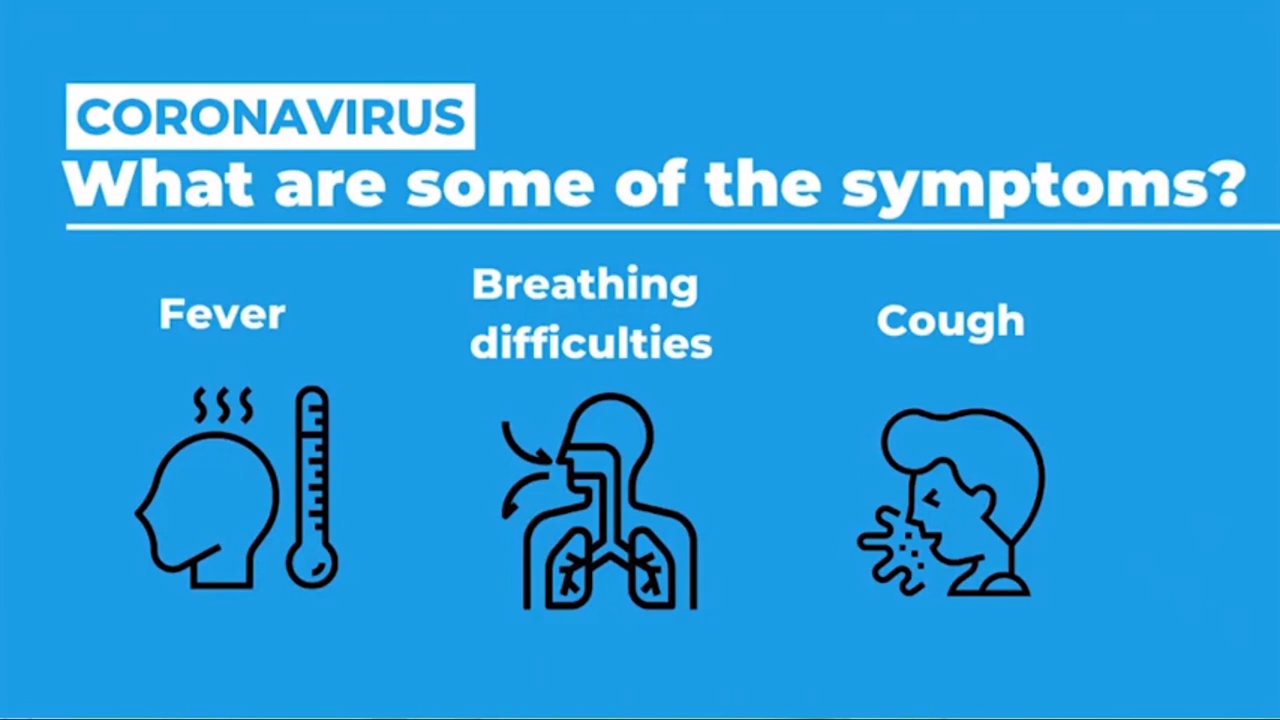 CORONAVIRUS
What are some of the symptoms?
Fever
Breathing
difficulties
Cough